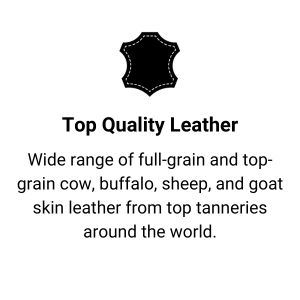 Top Quality Leather
Wide range of full-grain and top-
grain cow, buffalo, sheep, and goat
skin leather from top tanneries
around the world.